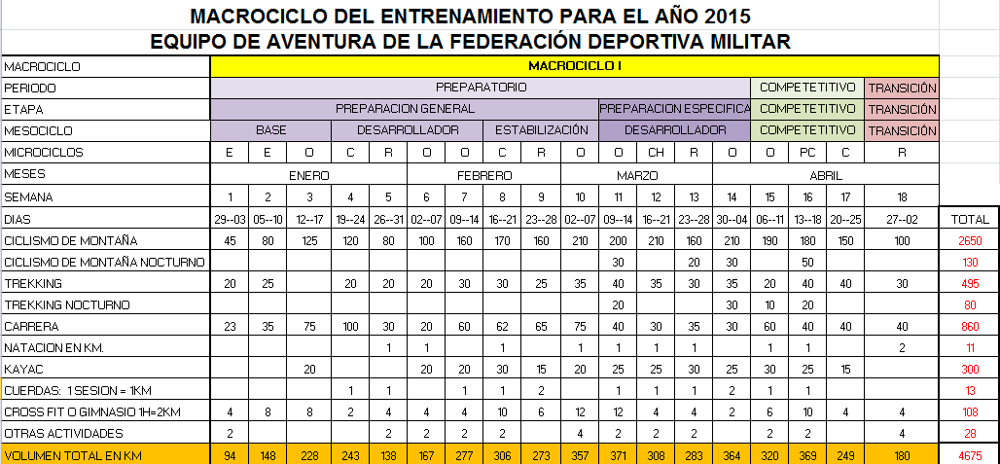 MACROCICLO DEL ENTRENAMIENTO PARA EL AÑO 2015
EQUIPO DE AVENTURA DE LA FEDERACIÓN DEPORTIVA MILITAR
MACROCICLO MACROCICLO I
PERIODO PREPARATORIO COMPETETITIVO TRANSICIÓN
ETAPA PREPARACION GENERAL PREPARACION ESPECIFICA COMPETETITIVO TRANSICIÓN
MESOCICLO BASE DESARROLLADOR ESTABILIZACIÓN DESARROLLADOR COMPETETITIVO TRANSICIÓN
MICROCICLOS E E O C R O O C R O O CH R O O PC C R
MESES ENERO FEBRERO MARZO ABRIL
SEMANA 1 2 3 4 5 6 7 8 9 10 11 12 13 14 15 16 17 18
DIAS 29--03 05--10 12--17 19--24 26--31 02--07 09--14 16--21 23--28 02--07 09--14 16--21 23--28 30--04 06--11 13--18 20--25 27--02 TOTAL
CICLISMO DE MONTAÑA 45 80 125 120 80 100 160 170 160 210 200 210 160 210 190 180 150 100 2650
CICLISMO DE MONTAÑA NOCTURNO 30 20 30 50 130
TREKKING 20 25 20 20 20 30 30 25 35 40 35 30 35 20 40 40 30 495
TREKKING NOCTURNO 20 30 10 20 80
CARRERA 23 35 75 100 30 20 60 62 65 75 40 30 35 30 60 40 40 40 860
NATACION EN KM. 1 1 1 1 1 1 1 1 1 2 11
KAYAC 20 20 20 30 15 20 25 25 30 25 30 25 15 300
CUERDAS: 1 SESION = 1KM 1 1 1 2 1 1 1 2 1 1 13
CROSS FIT O GIMNASIO 1H=2KM 4 8 8 2 4 4 4 10 6 12 12 4 4 2 6 10 4 4 108
OTRAS ACTIVIDADES 2 2 2 2 4 2 2 2 2 2 2 4 28
VOLUMEN TOTAL EN KM 94 148 228 243 138 167 277 306 273 357 371 308 283 364 320 369 249 180 4675